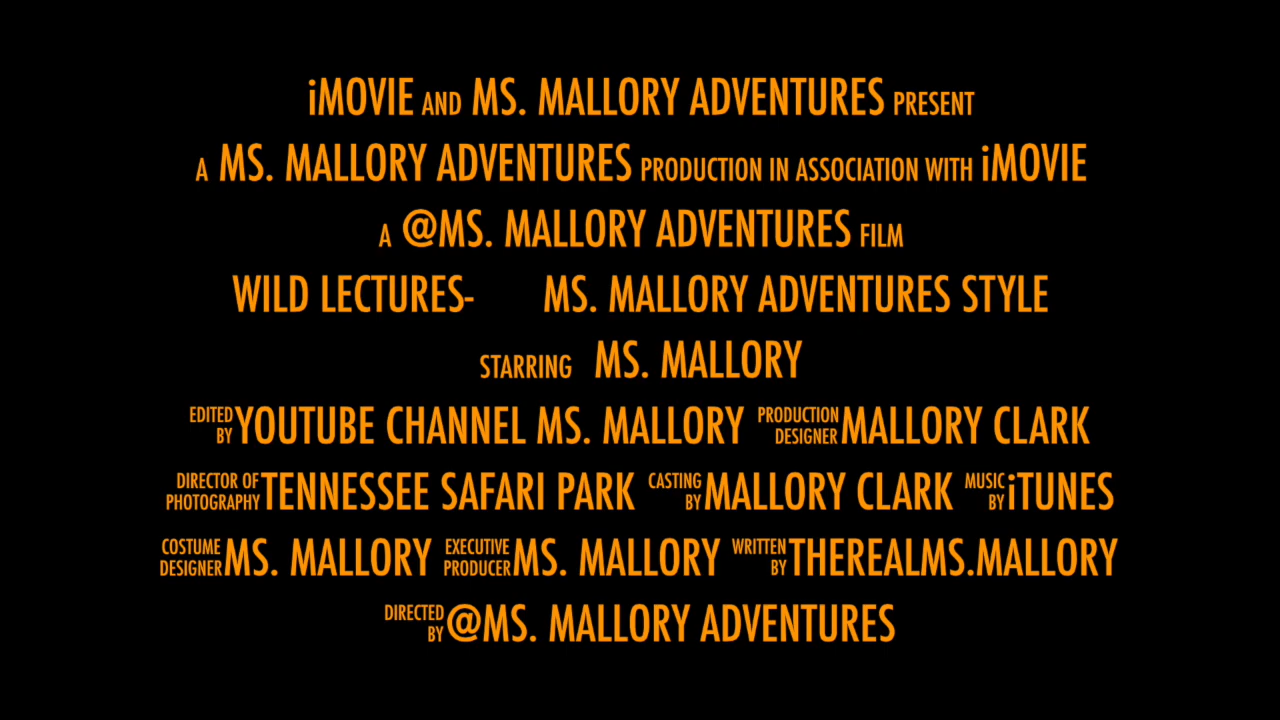 iMOVIE AND MS. MALLORY ADVENTURES PRESENT
A MS. MALLORY ADVENTURES PRODUCTION IN ASSOCIATION WITH iMOVIE
A @MS. MALLORY ADVENTURES FILM
WILD LECTURES- MS. MALLORY ADVENTURES STYLE
STARRING MS. MALLORY
EDITED BY YOUTUBE CHANNEL MS. MALLORY PRODUCTION DESIGNER MALLORY CLARK
DIRECTOR OF PHOTOGRAPHY TENNESSEE SAFARI PARK CASTING BY MALLORY CLARK MUSIC BY iTUNES
COSTUME DESIGNER MS. MALLORY EXECUTIVE PRODUCER MS. MALLORY WRITTEN BY THEREALMS.MALLORY
DIRECTED BY @MS. MALLORY ADVENTURES